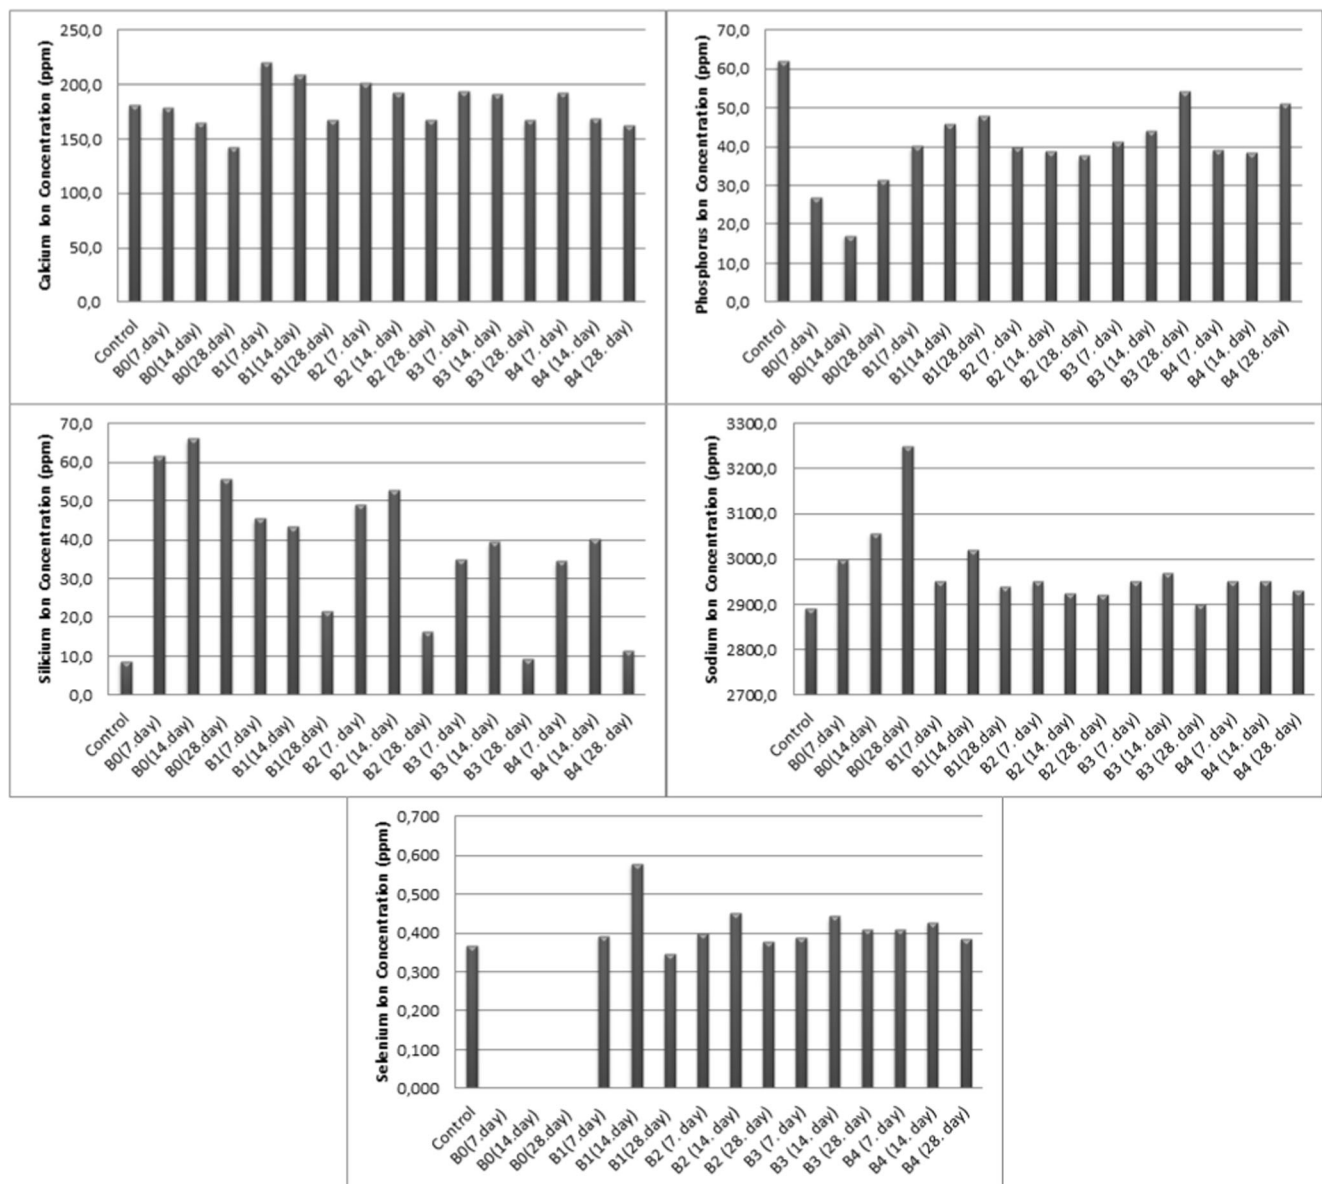 Calcium Ion Concentration (ppm)
250,0
200,0
150,0
100,0
50,0
0,0
Control
B0(7.day)
B0(14.day)
B0(28.day)
B1(7.day)
B1(14.day)
B1(28.day)
B2 (7. day)
B2 (14. day)
B2 (28. day)
B3 (7. day)
B3 (14. day)
B3 (28. day)
B4 (7. day)
B4 (14. day)
B4 (28. day)
Phosphorus Ion Concentration (ppm)
70,0
60,0
50,0
40,0
30,0
20,0
10,0
0,0
Control
B0(7.day)
B0(14.day)
B0(28.day)
B1(7.day)
B1(14.day)
B1(28.day)
B2 (7. day)
B2 (14. day)
B2 (28. day)
B3 (7. day)
B3 (14. day)
B3 (28. day)
B4 (7. day)
B4 (14. day)
B4 (28. day)
Silicium Ion Concentration (ppm)
70,0
60,0
50,0
40,0
30,0
20,0
10,0
0,0
Control
B0(7.day)
B0(14.day)
B0(28.day)
B1(7.day)
B1(14.day)
B1(28.day)
B2 (7. day)
B2 (14. day)
B2 (28. day)
B3 (7. day)
B3 (14. day)
B3 (28. day)
B4 (7. day)
B4 (14. day)
B4 (28. day)
Sodium Ion Concentration (ppm)
3300,0
3200,0
3100,0
3000,0
2900,0
2800,0
2700,0
Control
B0(7.day)
B0(14.day)
B0(28.day)
B1(7.day)
B1(14.day)
B1(28.day)
B2 (7. day)
B2 (14. day)
B2 (28. day)
B3 (7. day)
B3 (14. day)
B3 (28. day)
B4 (7. day)
B4 (14. day)
B4 (28. day)
Selenium Ion Concentration (ppm)
0,700
0,600
0,500
0,400
0,300
0,200
0,100
0,000
Control
B0(7.day)
B0(14.day)
B0(28.day)
B1(7.day)
B1(14.day)
B1(28.day)
B2 (7. day)
B2 (14. day)
B2 (28. day)
B3 (7. day)
B3 (14. day)
B3 (28. day)
B4 (7. day)
B4 (14. day)
B4 (28. day)